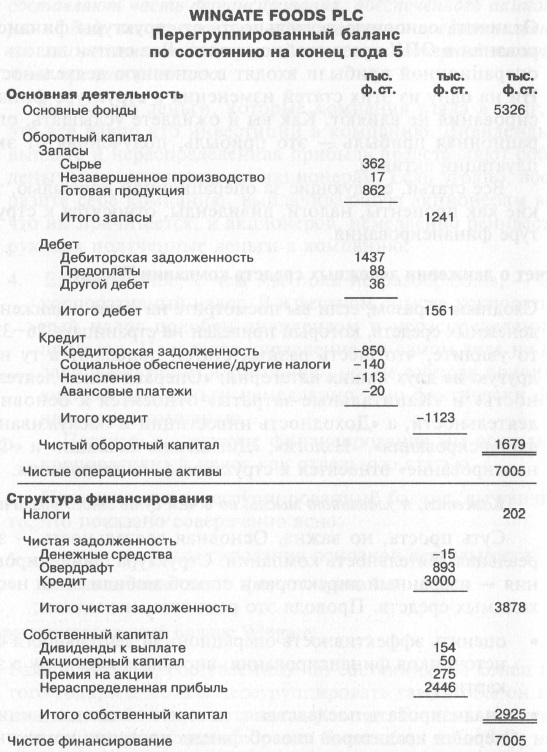 WINGATE FOODS PLC
Перегруппированный баланс
по состоянию на конец года 5
тыс. тыс. тыс.
ф. ст. ф. ст. ф. ст.
Основная деятельность
Основные фонды 5326
Оборотный капитал
Запасы
Сырье 362
Незавершенное производство 17
Готовая продукция 862
Итого запасы 1241
Дебет
Дебиторская задолженность 1437
Предоплаты 88
Другой дебет 36
Итого дебет 1561
Кредит
Кредиторская задолженность –850
Социальное обеспечение/другие налоги –140
Начисления –113
Авансовые платежи –20
Итого кредит –1123
Чистый оборотный капитал 1679
Чистые операционные активы 7005
Структура финансирования
Налоги 202
Чистая задолженность
Денежные средства –15
Овердрафт 893
Кредит 3000
Итого чистая задолженность 3878
Собственный капитал
Дивиденды к выплате 154
Акционерный капитал 50
Премия на акции 275
Нераспределенная прибыль 2446
Итого собственный капитал 2925
Чистое финансирование 7005